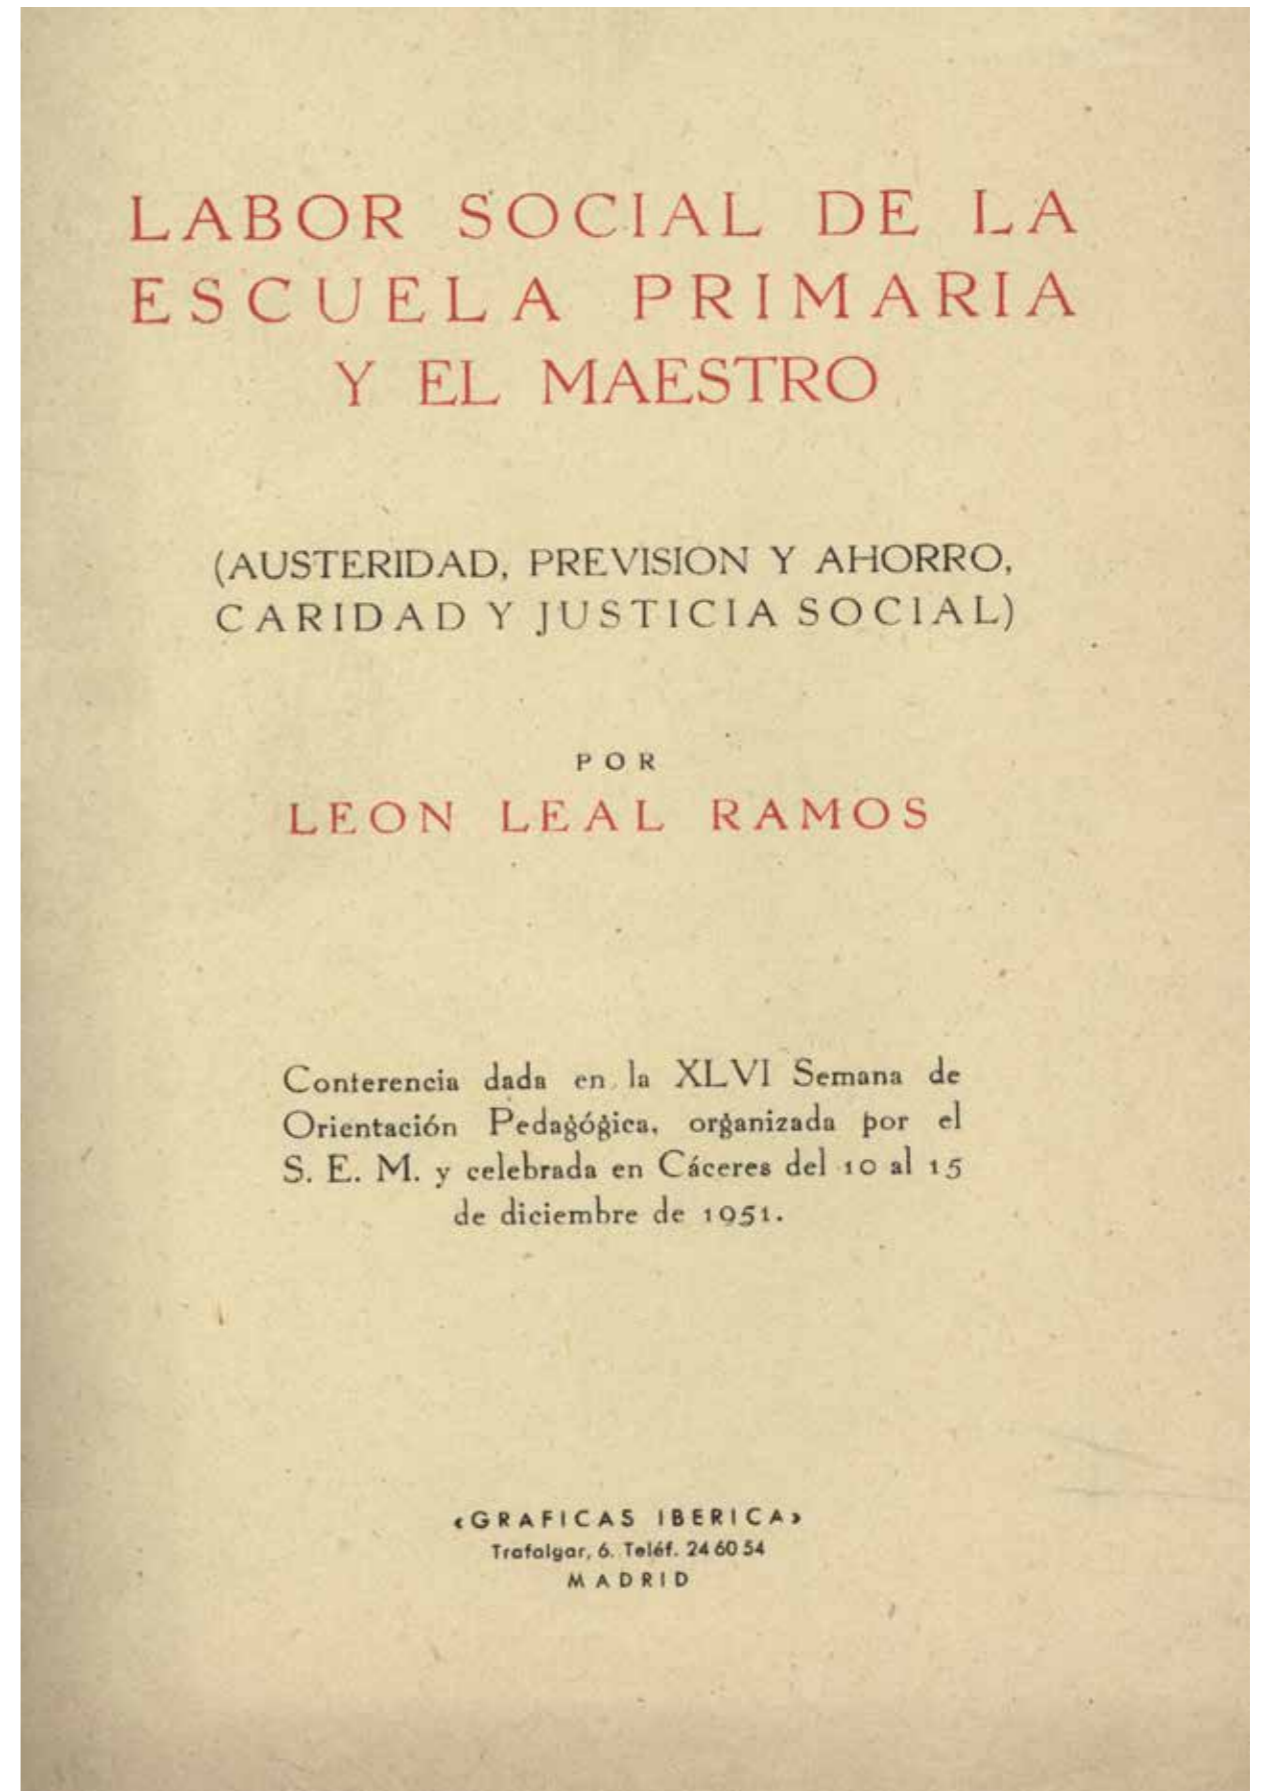 LABOR SOCIAL DE LA
ESCUELA PRIMARIA
Y EL MAESTRO
(AUSTERIDAD, PREVISION Y AHORRO,
CARIDAD Y JUSTICIA SOCIAL)
POR
LEON LEAL RAMOS
Conferencia dada en la XLVI Semana de
Orientación Pedagógica, organizada por el
S. E. M. y celebrada en Cáceres del 10 al 15
de diciembre de 1951.
«GRAFICAS IBERICA»
Trafalgar, 6. Teléf. 24 60 54
MADRID